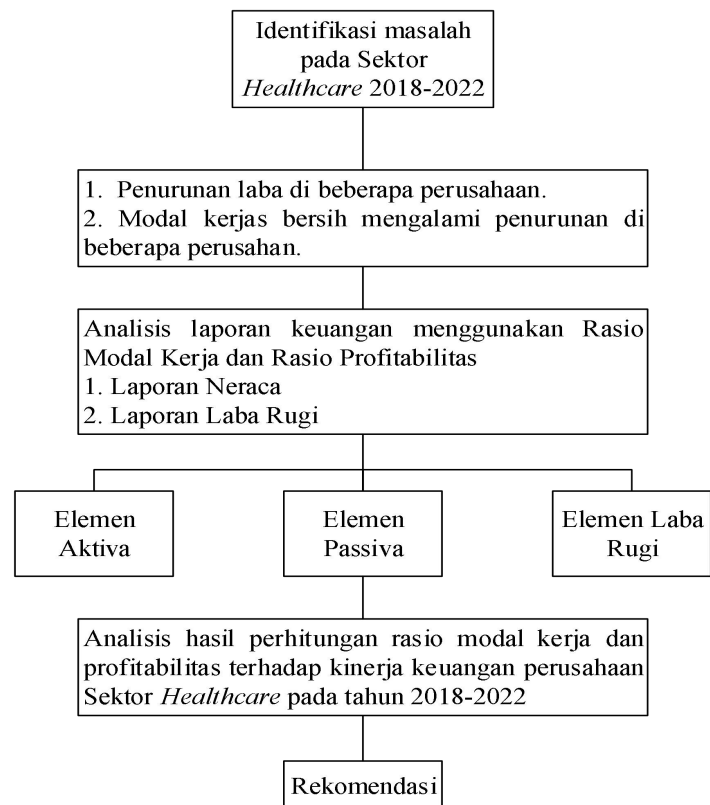 Identifikasi masalah
pada Sektor
Healthcare 2018-2022
1. Penurunan laba di beberapa perusahaan.
2. Modal kerjas bersih mengalami penurunan di
beberapa perusahan.
Analisis laporan keuangan menggunakan Rasio
Modal Kerja dan Rasio Profitabilitas
1. Laporan Neraca
2. Laporan Laba Rugi
Elemen
Aktiva
Elemen
Passiva
Elemen Laba
Rugi
Analisis hasil perhitungan rasio modal kerja dan
profitabilitas terhadap kinerja keuangan perusahaan
Sektor Healthcare pada tahun 2018-2022
Rekomendasi